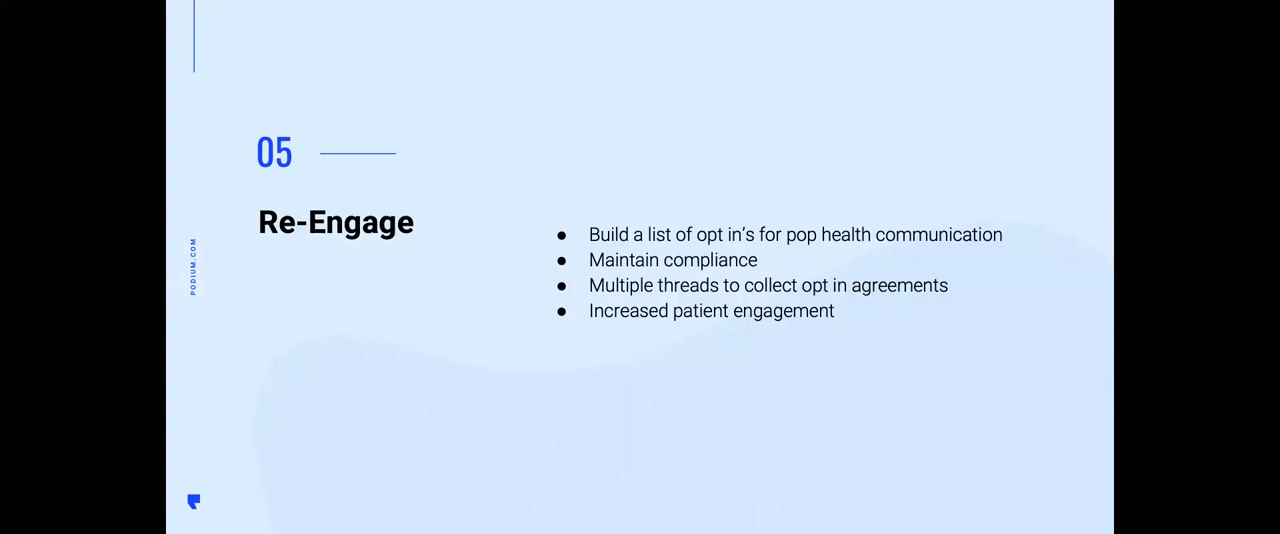 05
Re-Engage
● Build a list of opt in’s for pop health communication
● Maintain compliance
● Multiple threads to collect opt in agreements
● Increased patient engagement
PODIUM.COM